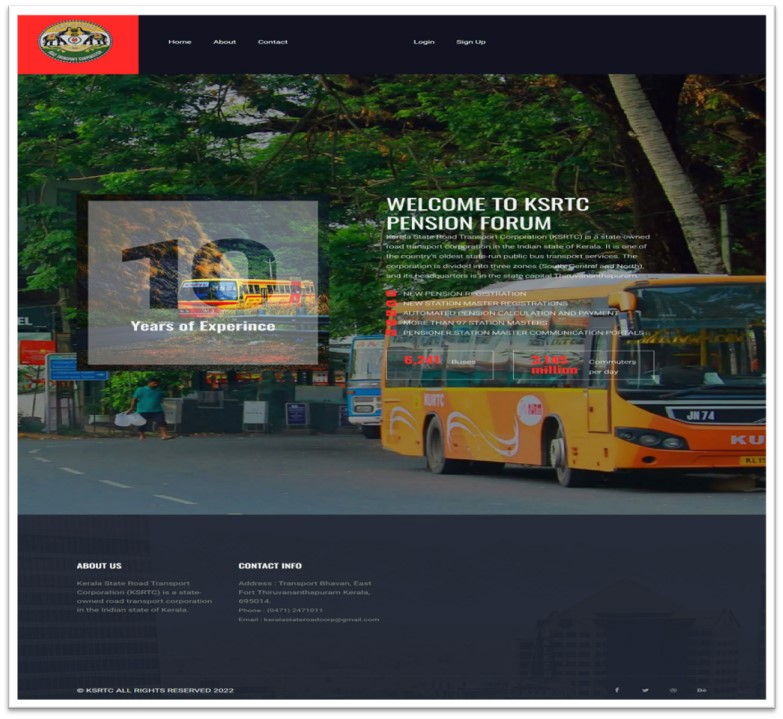 Home About Contact Login Sign Up
WELCOME TO KSRTC
PENSION FORUM
Kerala State Road Transport Corporation (KSRTC) is a state-owned
road transport corporation in the Indian state of Kerala. It is one of
the country's oldest state-run public bus transport services. The
corporation is divided into three zones (South, Central and North),
and its headquarters is in the state capital Thiruvananthapuram.
Years of Experince
NEW PENSION REGISTRATION
NEW STATION MASTER REGISTRATIONS
AUTOMATED PENSION CALCULATION AND PAYMENT
MORE THAN 97 STATION MASTERS
PENSIONER STATION MASTER COMMUNICATION PORTALS
6,241 Buses
3.145
million
Commuters
per day
EL
KSRTC
JN 74
KU
ABOUT US
Kerala State Road Transport
Corporation (KSRTC) is a state-
owned road transport corporation
in the Indian state of Kerala.
CONTACT INFO
Address : Transport Bhavan, East
Fort Thiruvananthapuram Kerala,
695014.
Phone : (0471) 2471011
Email : keralastateroadcorp@gmail.com
© KSRTC ALL RIGHTS RESERVED 2022